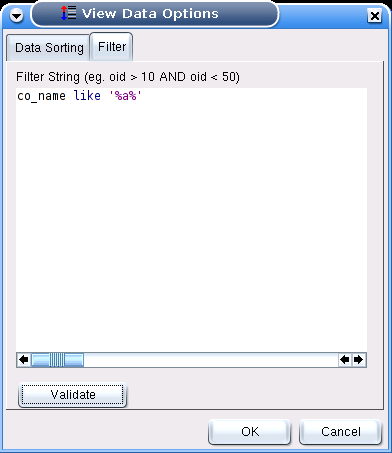 View Data Options
Data Sorting Filter
Filter String (eg. oid > 10 AND oid < 50)
co_name like '%a%'
Validate
OK Cancel